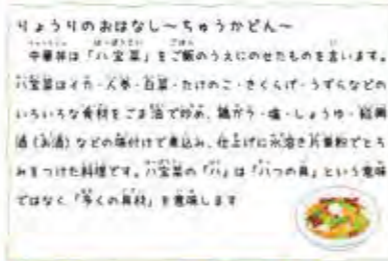 りょうりのおはなし～ちゅうかどん～
中華丼は「八宝菜」をご飯のうえにのせたものを言います。
八宝菜はイカ・人参・白菜・たけのこ・きくらげ・うずらなどの
いろいろな食材をごま油で炒め、鶏ガラ・塩・しょうゆ・紹興
酒(お酒)などの味付けで煮込み、仕上げに水溶き片栗粉でとろ
みをつけた料理です。八宝菜の「八」は「八つの具」という意味
ではなく「多くの具材」を意味します